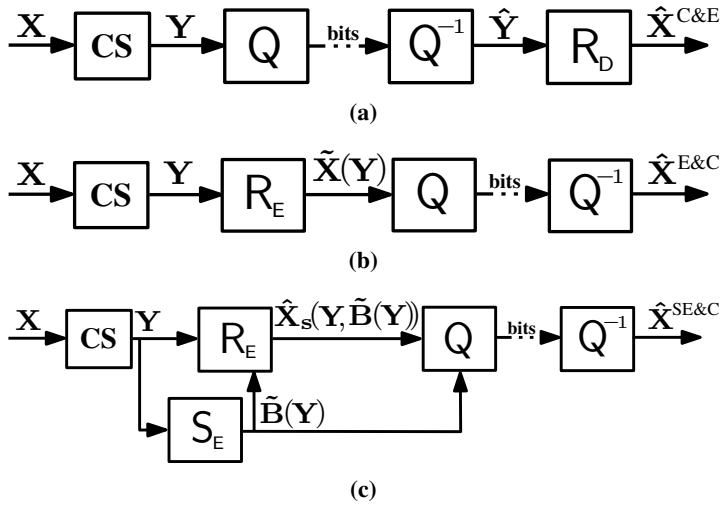 X CS Y Q bits Q⁻¹ Ŷ R_D X̂^C&E
(a)
X CS Y R_E X̃(Y) Q bits Q⁻¹ X̂^E&C
(b)
X CS Y R_E X̂_s(Y, B̃(Y)) Q bits Q⁻¹ X̂^SE&C
S_E B̃(Y)
(c)